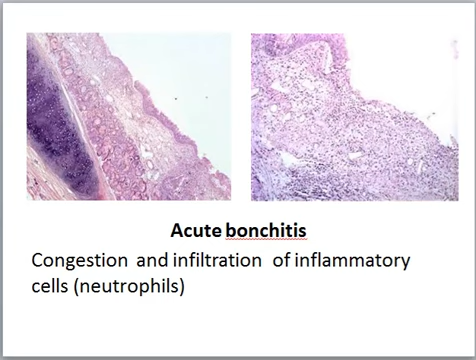 Acute bonchitis
Congestion and infiltration of inflammatory
cells (neutrophils)